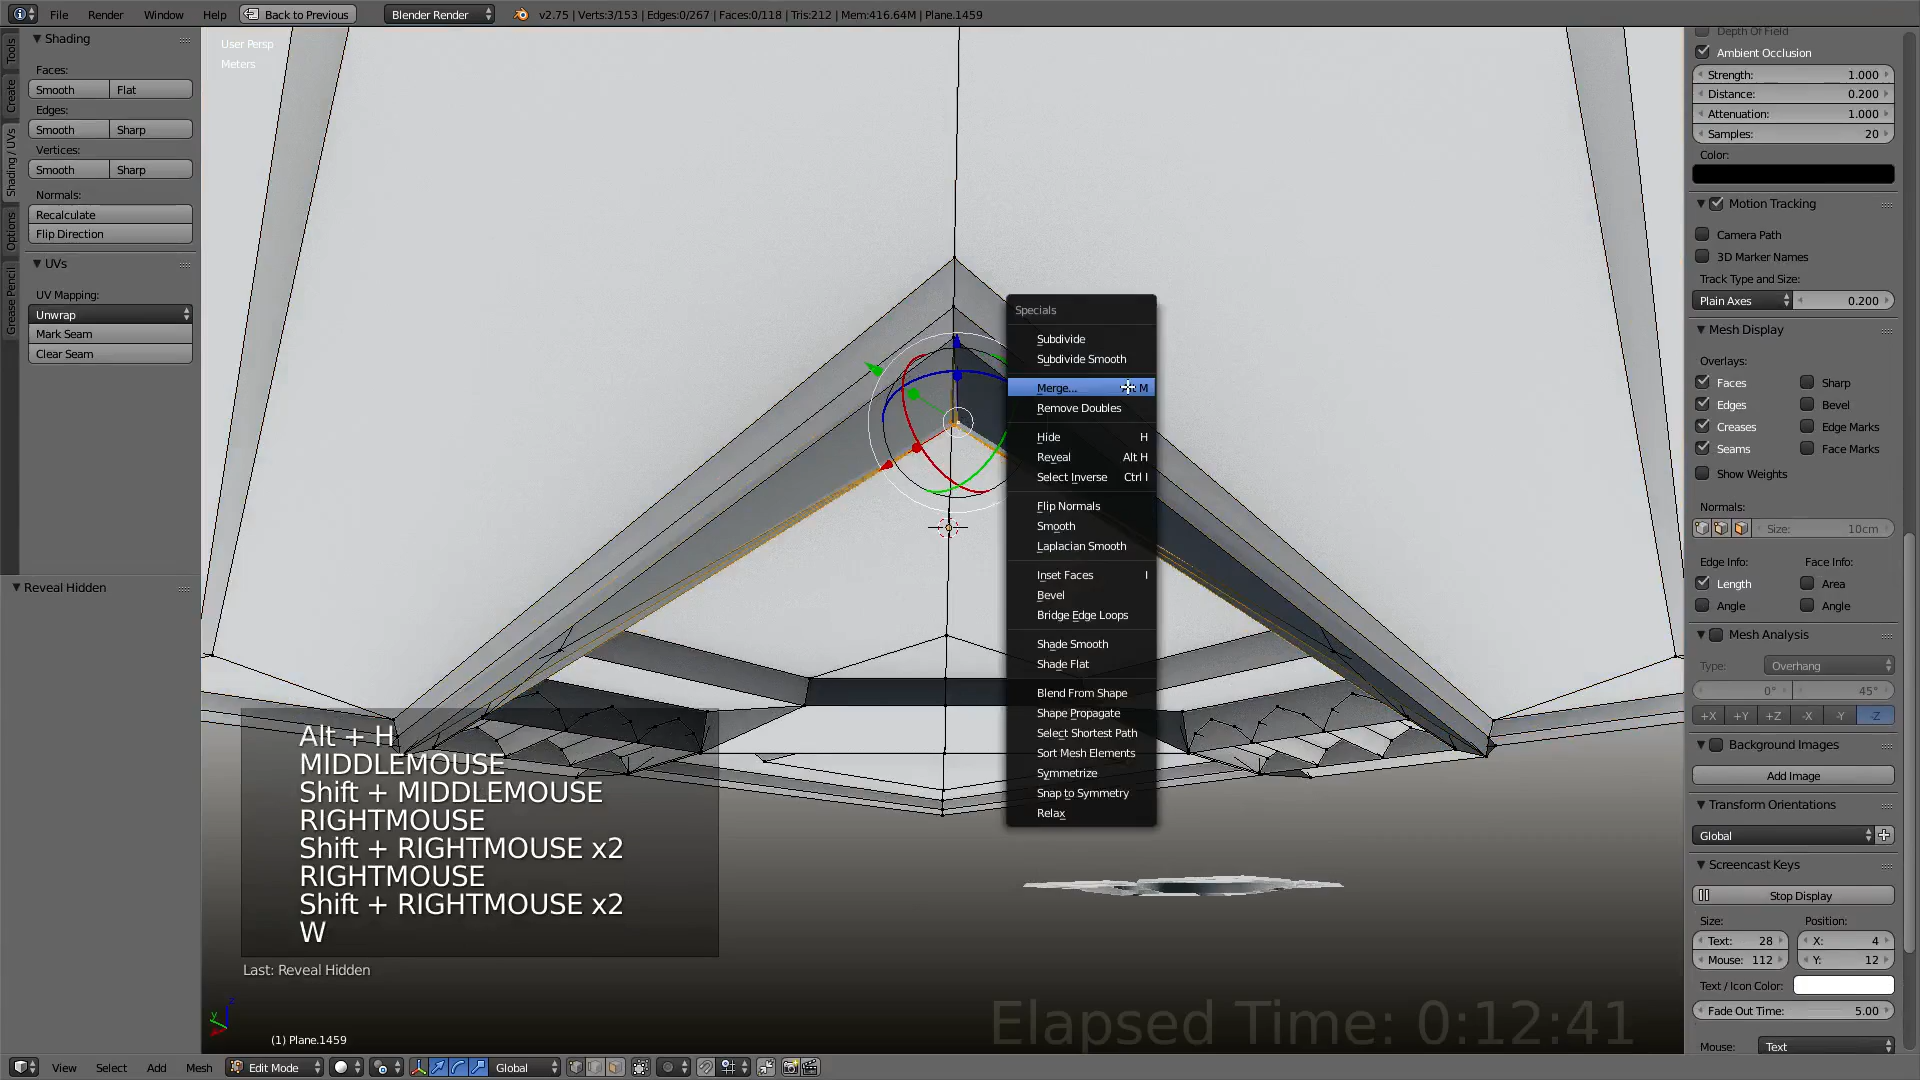 File
Render
Window
Help
Back to Previous
Blender Render
v2.75 | Verts:3/153 | Edges:0/267 | Faces:0/118 | Tris:212 | Mem:416.64M | Plane.1459
Tools
Create
Shading / UVs
Options
Grease Pencil
Shading
Faces:
Smooth
Flat
Edges:
Smooth
Sharp
Vertices:
Smooth
Sharp
Normals:
Recalculate
Flip Direction
UVs
UV Mapping:
Unwrap
Mark Seam
Clear Seam
Reveal Hidden
User Persp
Meters
Specials
Subdivide
Subdivide Smooth
Merge... M
Remove Doubles
Hide H
Reveal Alt H
Select Inverse Ctrl I
Flip Normals
Smooth
Laplacian Smooth
Inset Faces I
Bevel
Bridge Edge Loops
Shade Smooth
Shade Flat
Blend From Shape
Shape Propagate
Select Shortest Path
Sort Mesh Elements
Symmetrize
Snap to Symmetry
Relax
Alt + H
MIDDLEMOUSE
Shift + MIDDLEMOUSE
RIGHTMOUSE
Shift + RIGHTMOUSE x2
RIGHTMOUSE
Shift + RIGHTMOUSE x2
W
Last: Reveal Hidden
z
y
(1) Plane.1459
Elapsed Time: 0:12:41
View
Select
Add
Mesh
Edit Mode
Global
Depth Of Field
Ambient Occlusion
Strength: 1.000
Distance: 0.200
Attenuation: 1.000
Samples: 20
Color:
Motion Tracking
Camera Path
3D Marker Names
Track Type and Size:
Plain Axes
0.200
Mesh Display
Overlays:
Faces
Sharp
Edges
Bevel
Creases
Edge Marks
Seams
Face Marks
Show Weights
Normals:
Size: 10cm
Edge Info:
Face Info:
Length
Area
Angle
Angle
Mesh Analysis
Type:
Overhang
0°
45°
+X
+Y
+Z
-X
-Y
-Z
Background Images
Add Image
Transform Orientations
Global
Screencast Keys
Stop Display
Size:
Position:
Text: 28
X: 4
Mouse: 112
Y: 12
Text / Icon Color:
Fade Out Time: 5.00
Mouse:
Text